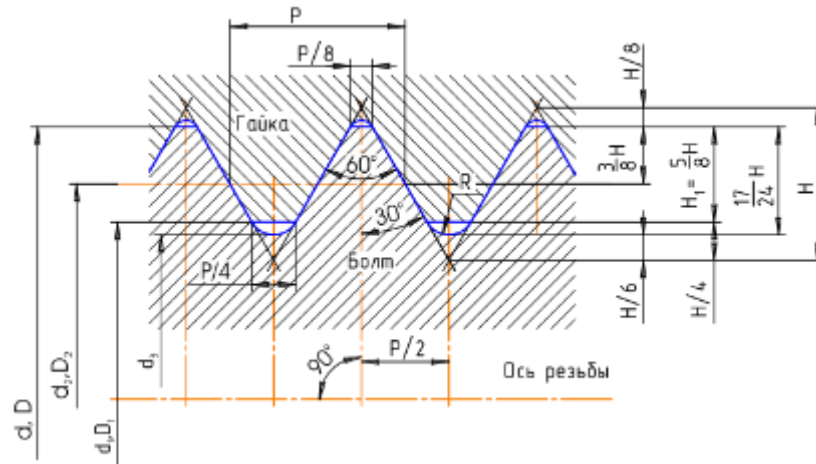 P
P/8
H/8
Гайка
60°
R
3/8 H
H₁ = 5/8 H
17/24 H
H
30°
Болт
P/4
H/6
H/4
P/2
90°
Ось резьбы
d₃
d₂,D₂
d, D
d₁,D₁